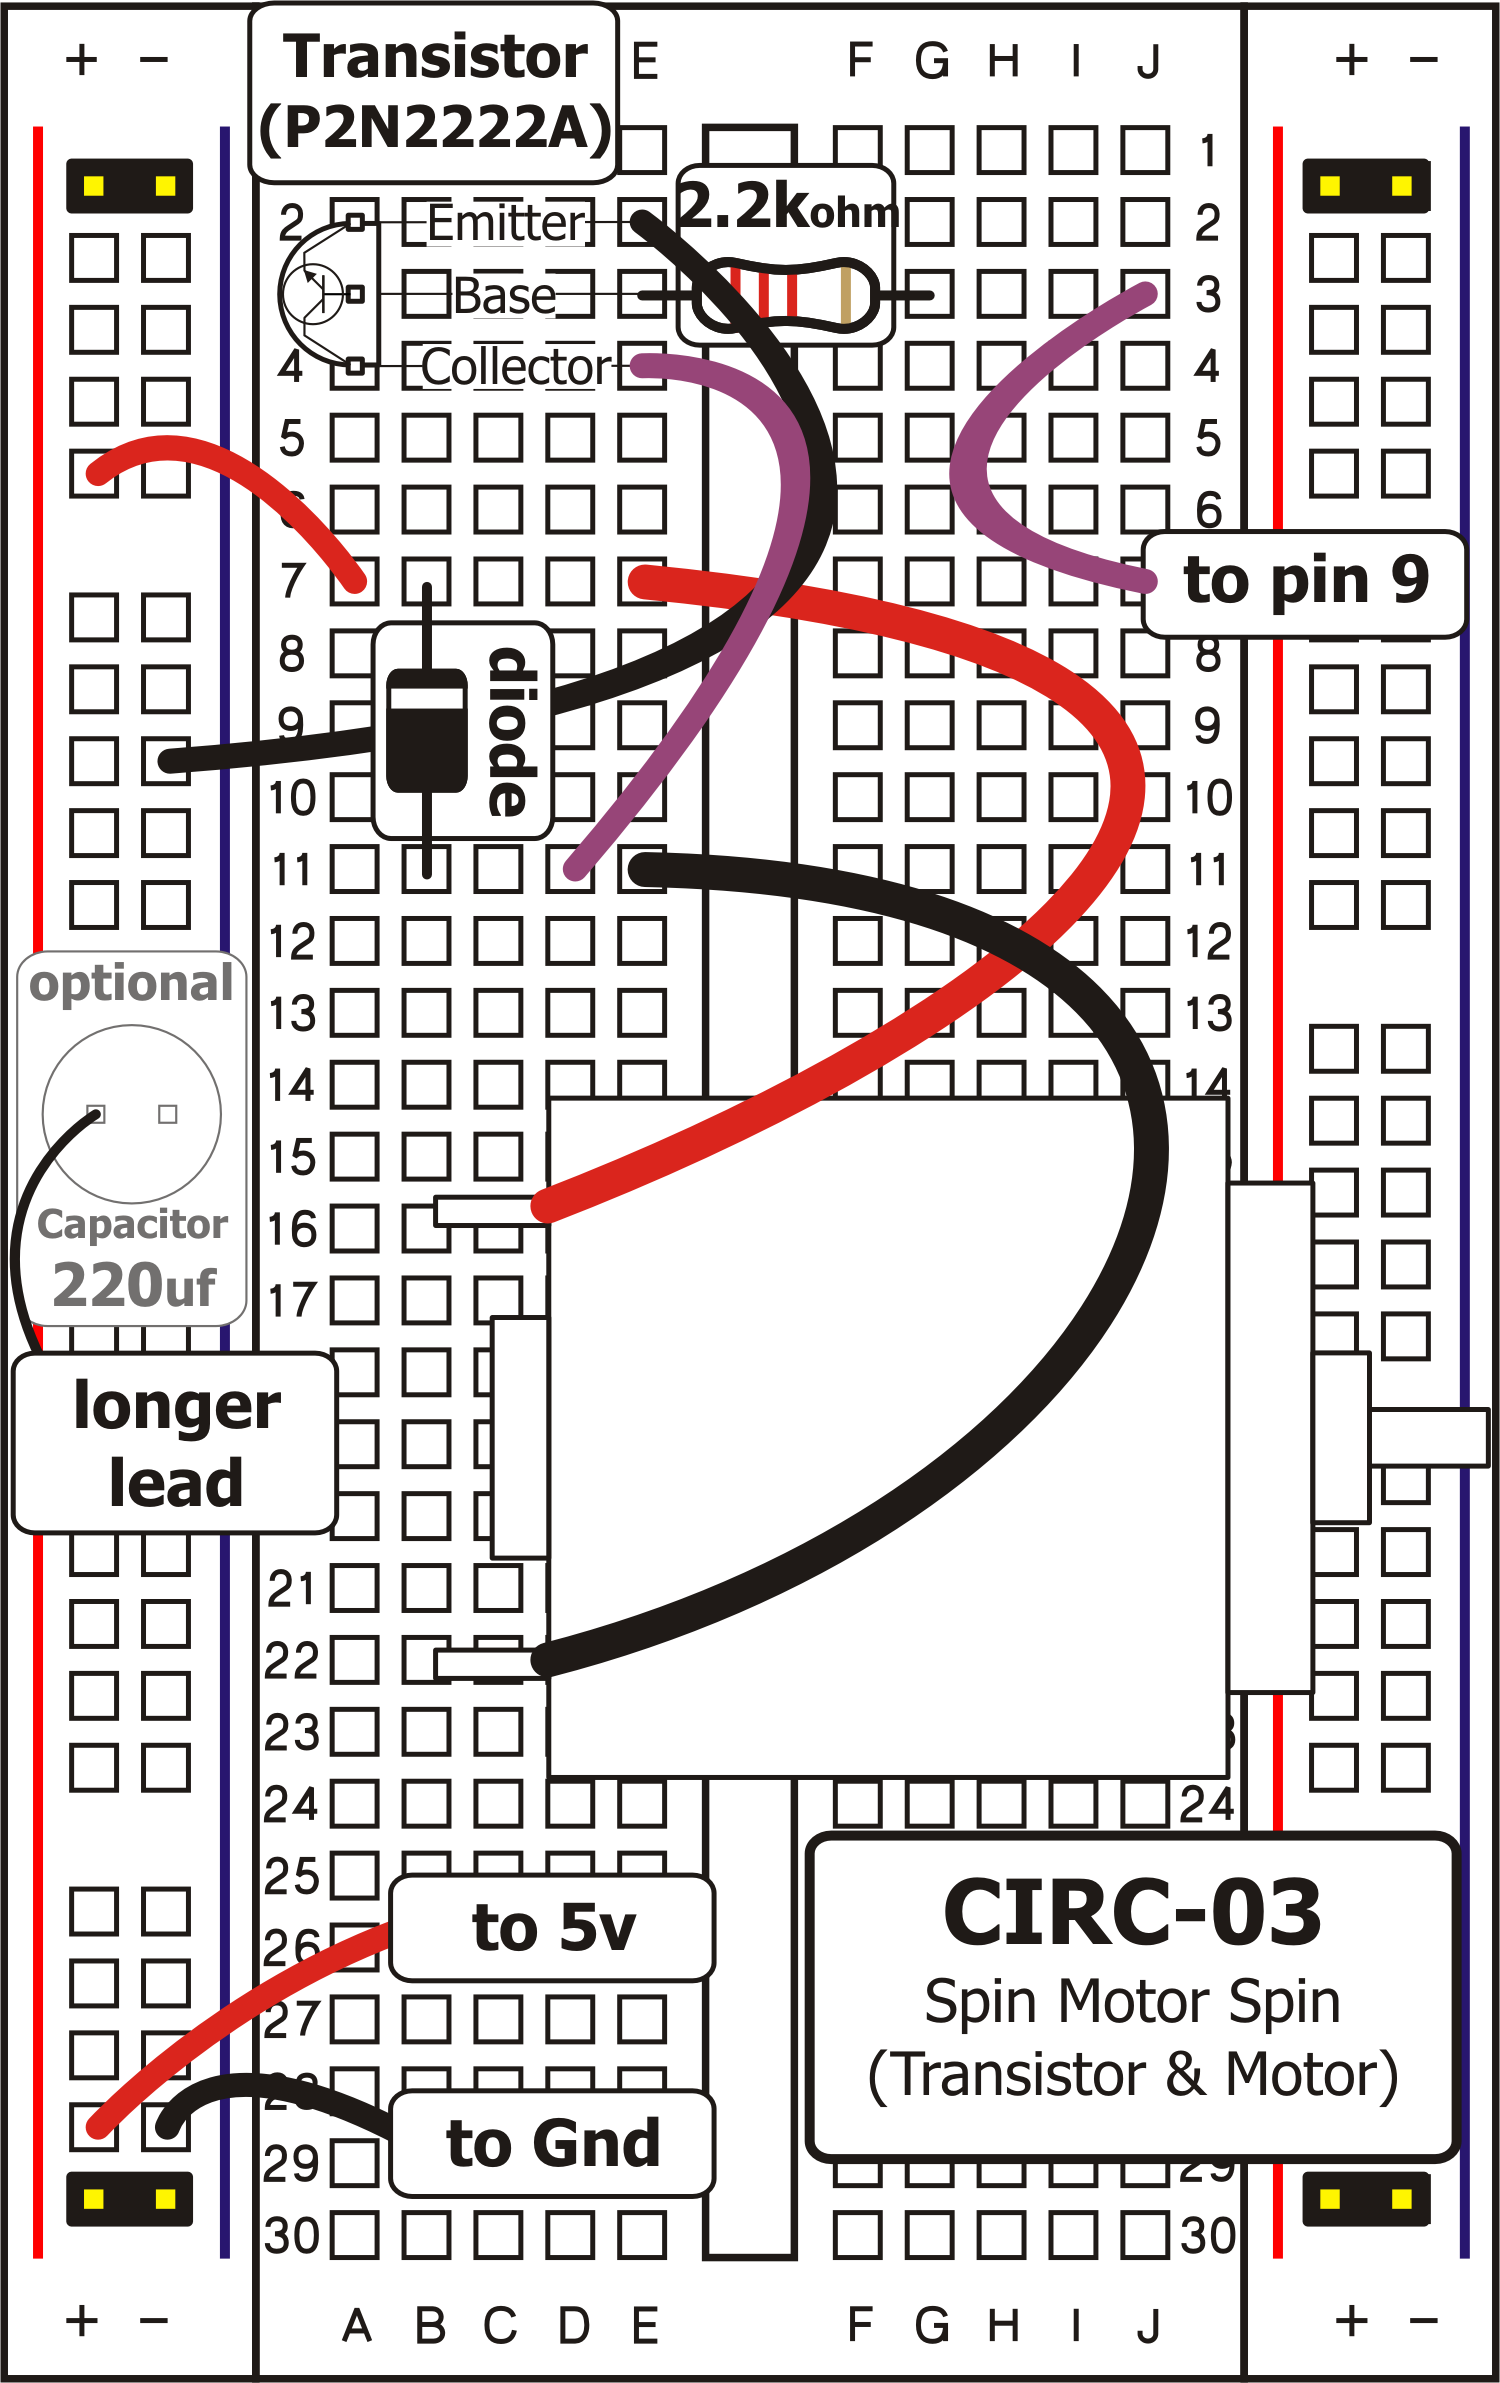 + −
Transistor
(P2N2222A)
E F G H I J
+ −
1
2
Emitter
2.2kohm
2
Base
3
4
Collector
4
5
5
6
6
7
to pin 9
8
diode
8
9
9
10
10
11
11
12
12
optional
13
13
14
14
15
Capacitor
16
220uf
17
longer
lead
21
22
23
24
24
25
to 5v
CIRC-03
26
Spin Motor Spin
27
(Transistor & Motor)
28
to Gnd
29
29
30
30
+ −
A B C D E F G H I J
+ −